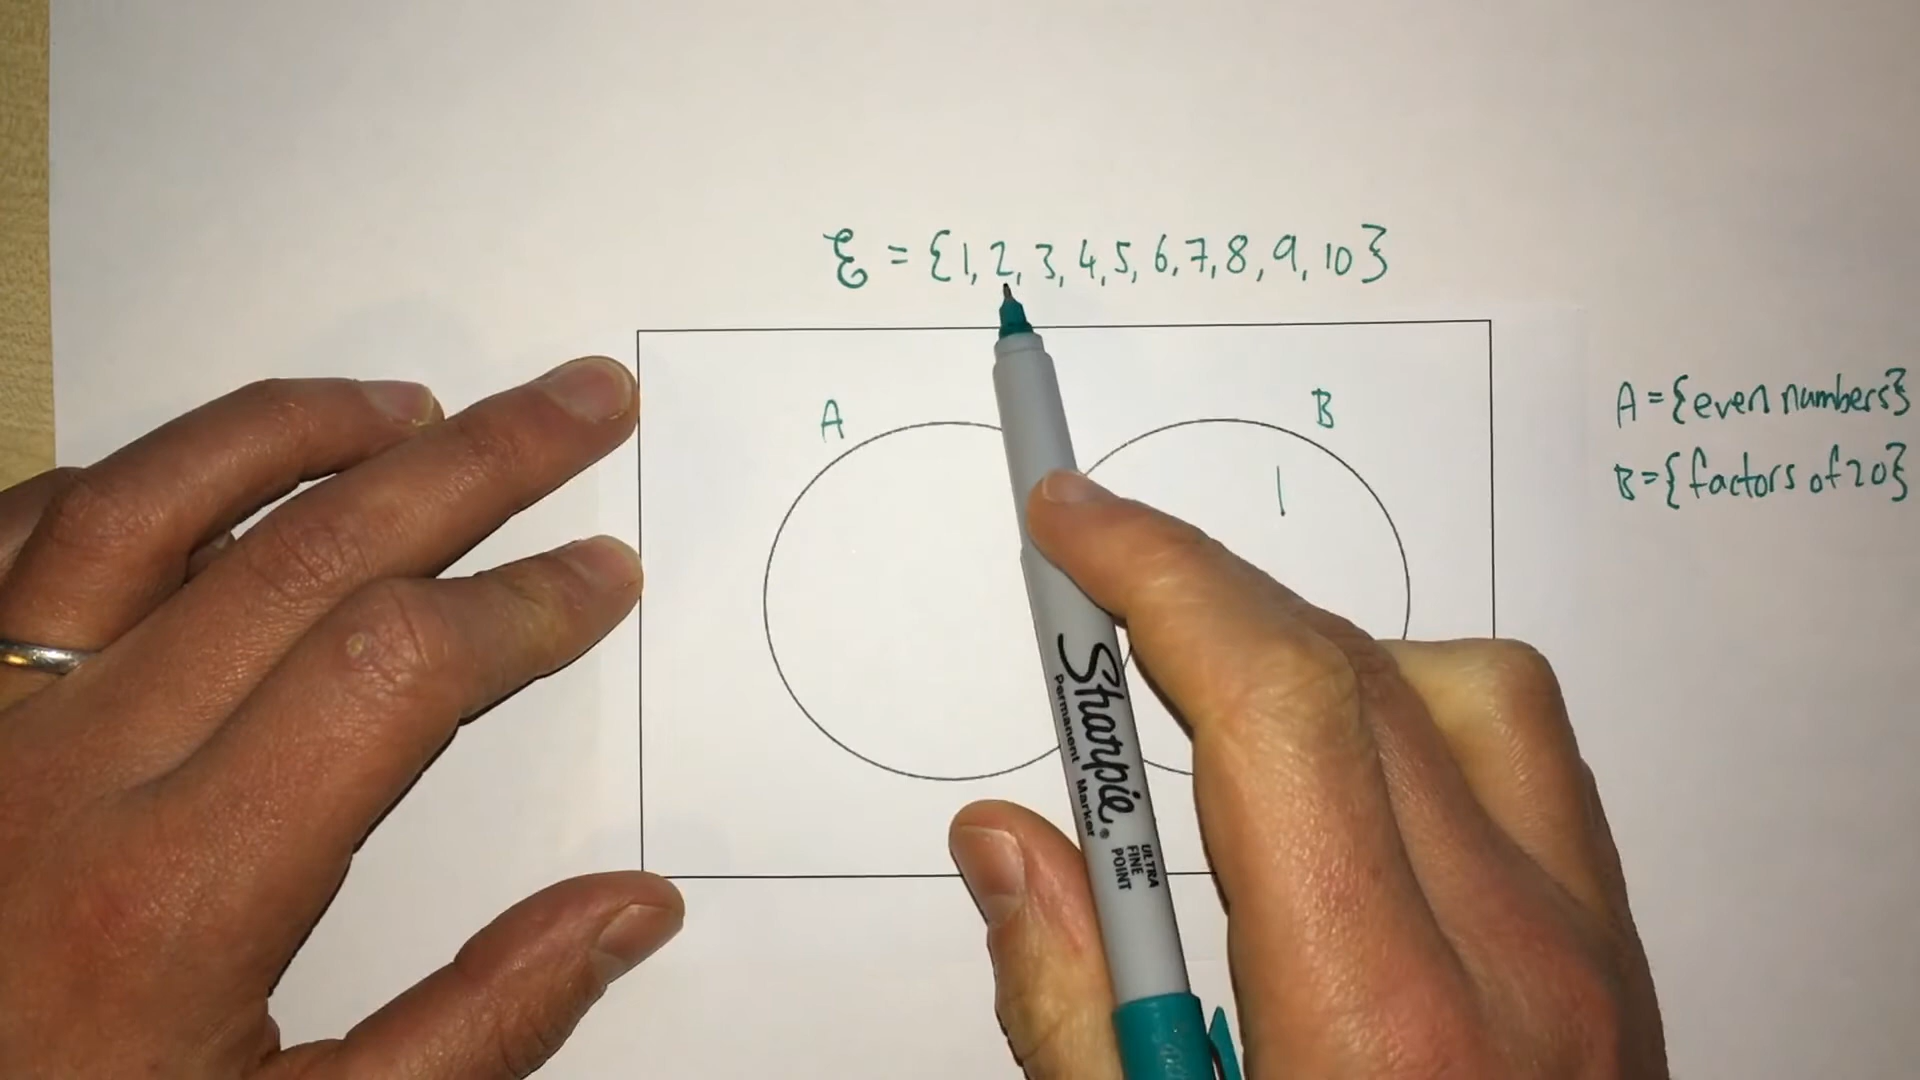 ℰ = {1, 2, 3, 4, 5, 6, 7, 8, 9, 10}
A
B
1
A = {even numbers}
B = {factors of 20}
Sharpie.
Permanent Marker
ULTRA
FINE
POINT